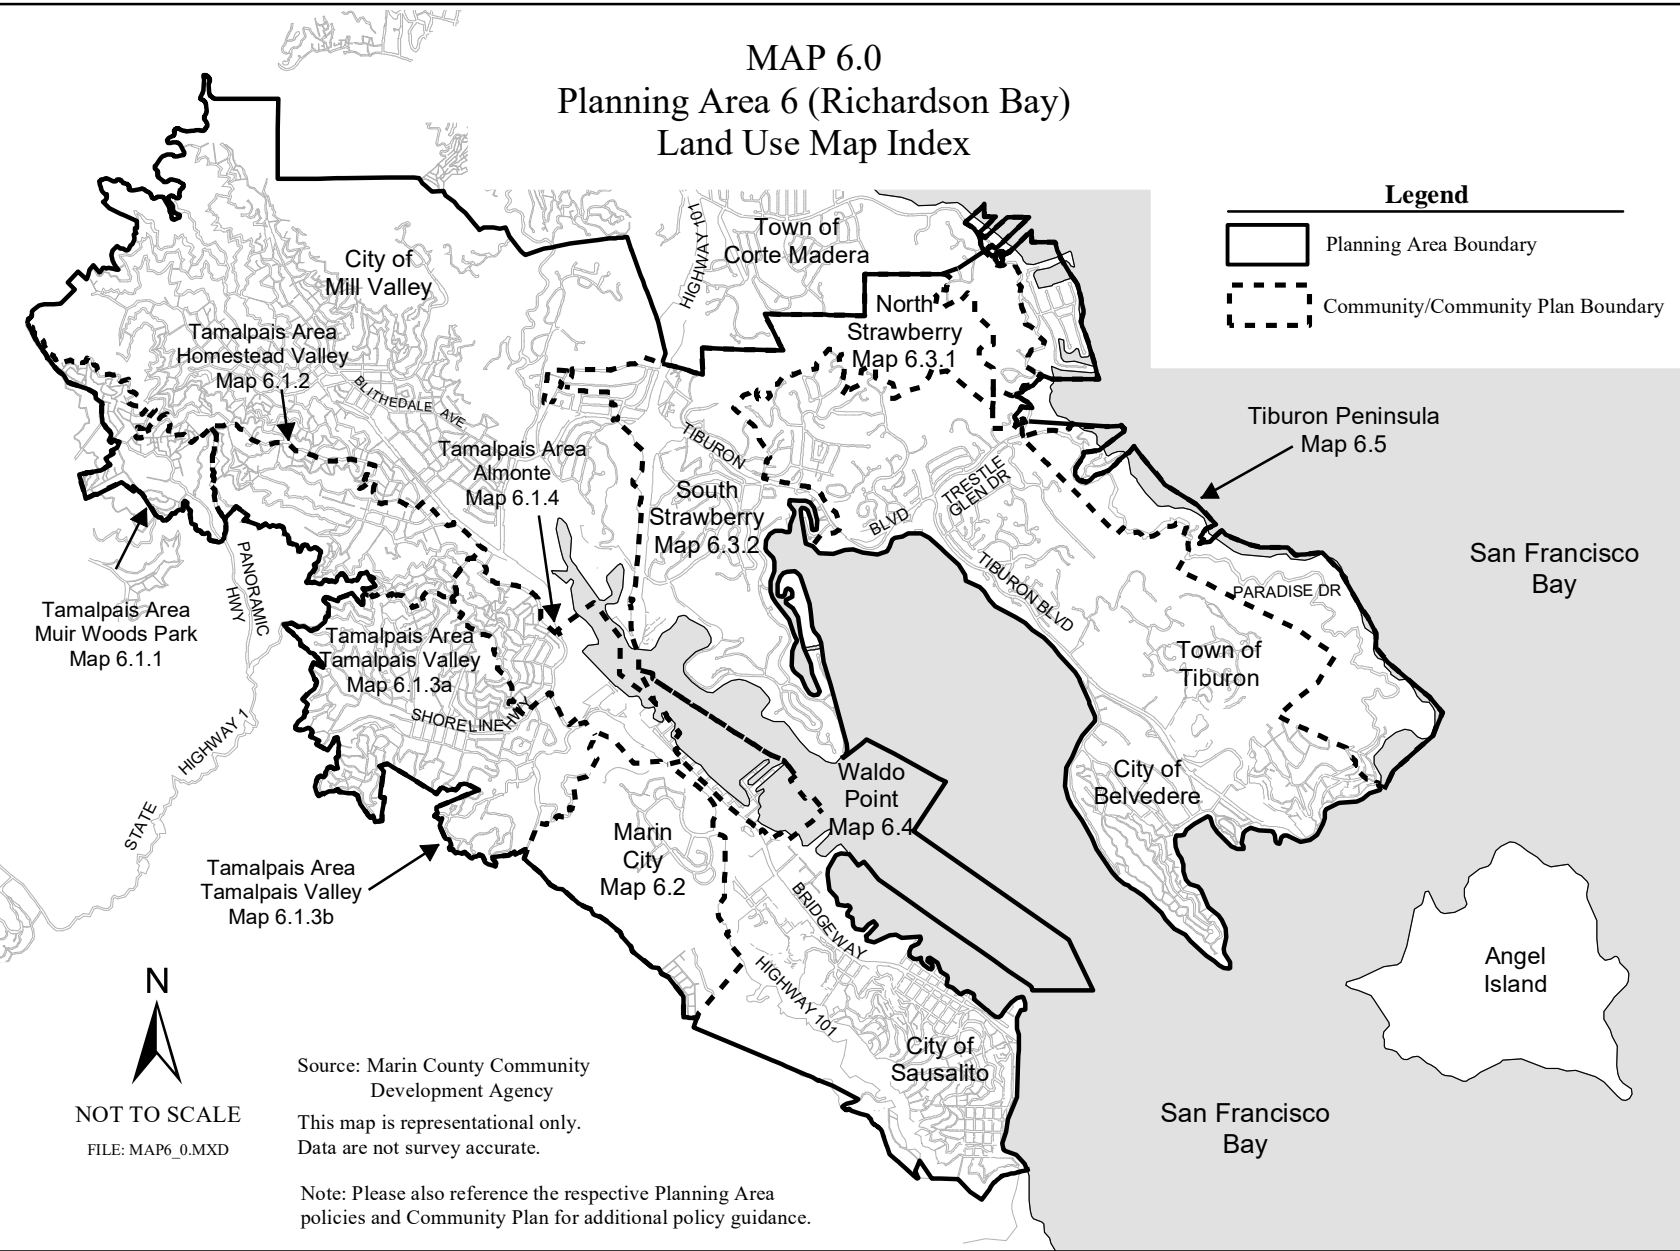 MAP 6.0
Planning Area 6 (Richardson Bay)
Land Use Map Index
Legend
Planning Area Boundary
Community/Community Plan Boundary
HIGHWAY 101
Town of
Corte Madera
City of
Mill Valley
North
Strawberry
Map 6.3.1
Tamalpais Area
Homestead Valley
Map 6.1.2
BLITHEDALE AVE
Tiburon Peninsula
Map 6.5
TIBURON
Tamalpais Area
Almonte
Map 6.1.4
South
Strawberry
Map 6.3.2
TRESTLE
GLEN DR
BLVD
San Francisco
Bay
PANORAMIC
HWY
TIBURON BLVD
PARADISE DR
Tamalpais Area
Muir Woods Park
Map 6.1.1
Tamalpais Area
Tamalpais Valley
Map 6.1.3a
Town of
Tiburon
SHORELINE HWY
STATE HIGHWAY 1
Waldo
Point
Map 6.4
City of
Belvedere
Marin
City
Map 6.2
Tamalpais Area
Tamalpais Valley
Map 6.1.3b
BRIDGEWAY
HIGHWAY 101
Angel
Island
N
NOT TO SCALE
FILE: MAP6_0.MXD
City of
Sausalito
Source: Marin County Community
Development Agency
This map is representational only.
Data are not survey accurate.
San Francisco
Bay
Note: Please also reference the respective Planning Area
policies and Community Plan for additional policy guidance.